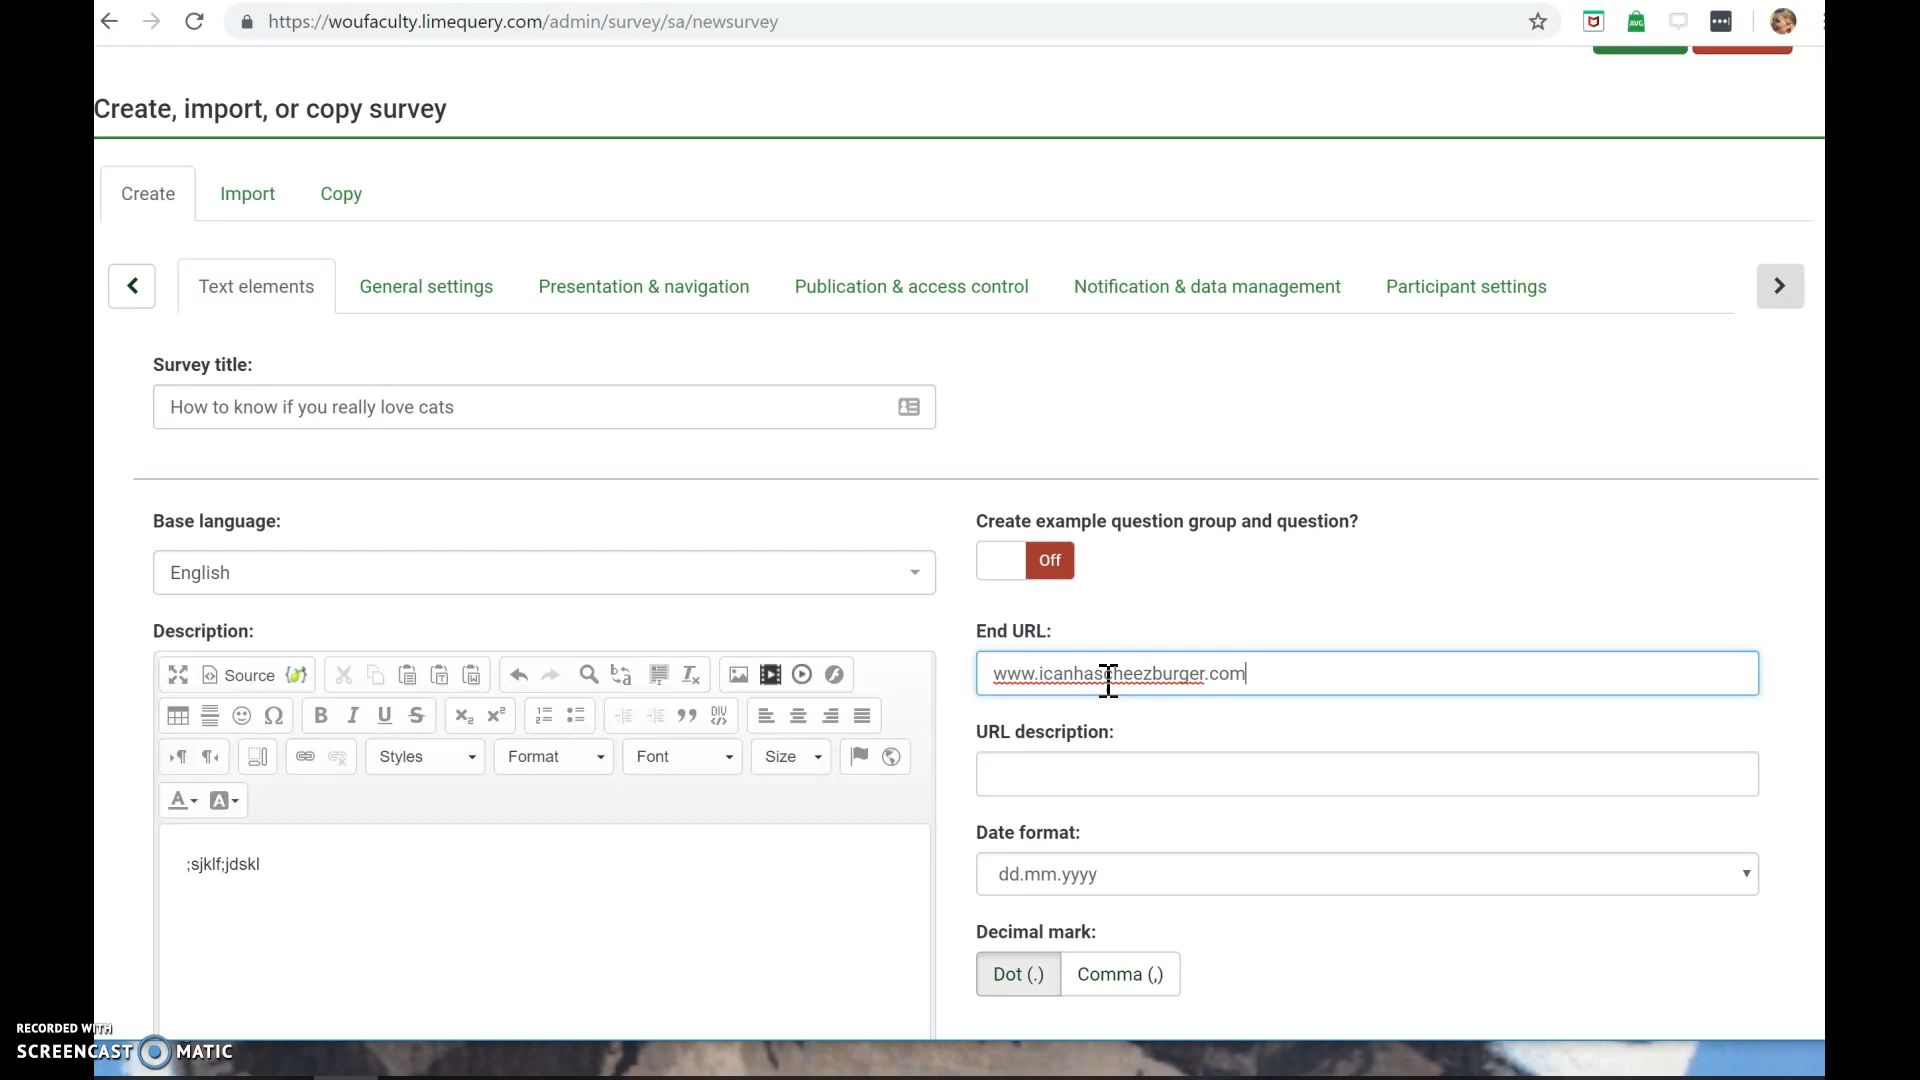 https://woufaculty.limequery.com/admin/survey/sa/newsurvey
AVG
Create, import, or copy survey
Create Import Copy
Text elements General settings Presentation & navigation Publication & access control Notification & data management Participant settings
Survey title:
How to know if you really love cats
Base language:
English
Create example question group and question?
Off
Description:
Source
B I U S x₂ x² DIV
Styles Format Font Size
A A
;sjklf;jdskl
End URL:
www.icanhascheezburger.com
URL description:
Date format:
dd.mm.yyyy
Decimal mark:
Dot (.) Comma (,)
RECORDED WITH
SCREENCAST MATIC